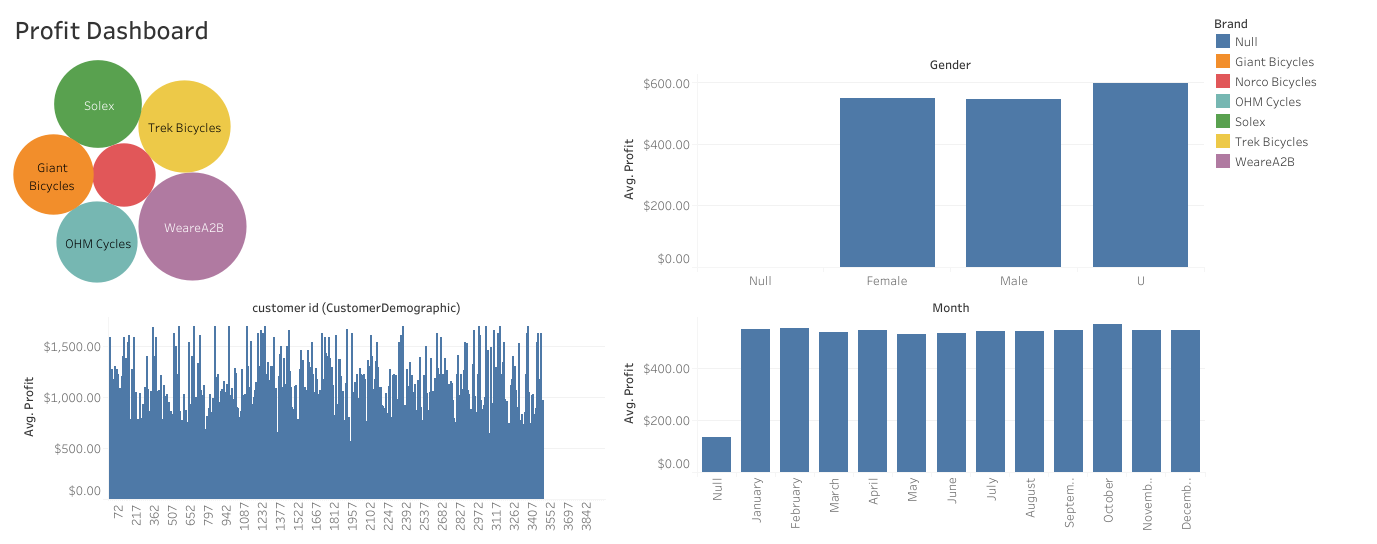 Profit Dashboard
Solex
Trek Bicycles
Giant
Bicycles
WeareA2B
OHM Cycles
Gender
Avg. Profit
$600.00
$400.00
$200.00
$0.00
Null
Female
Male
U
Brand
Null
Giant Bicycles
Norco Bicycles
OHM Cycles
Solex
Trek Bicycles
WeareA2B
customer id (CustomerDemographic)
Avg. Profit
$1,500.00
$1,000.00
$500.00
$0.00
72
217
362
507
652
797
942
1087
1232
1377
1522
1667
1812
1957
2102
2247
2392
2537
2682
2827
2972
3117
3262
3407
3552
3697
3842
Month
Avg. Profit
$400.00
$200.00
$0.00
Null
January
February
March
April
May
June
July
August
Septem..
October
Novemb..
Decemb..